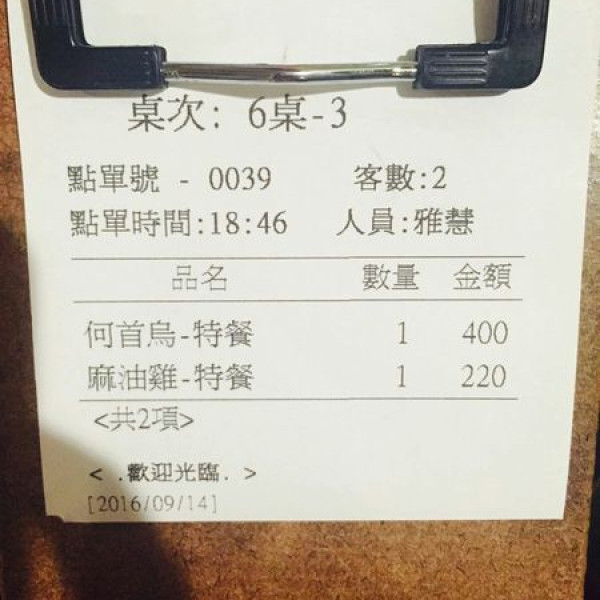 桌次: 6桌-3
點單號 - 0039 客數:2
點單時間:18:46 人員:雅慧
品名 數量 金額
何首烏-特餐 1 400
麻油雞-特餐 1 220
<共2項>
< .歡迎光臨. >
[2016/09/14]